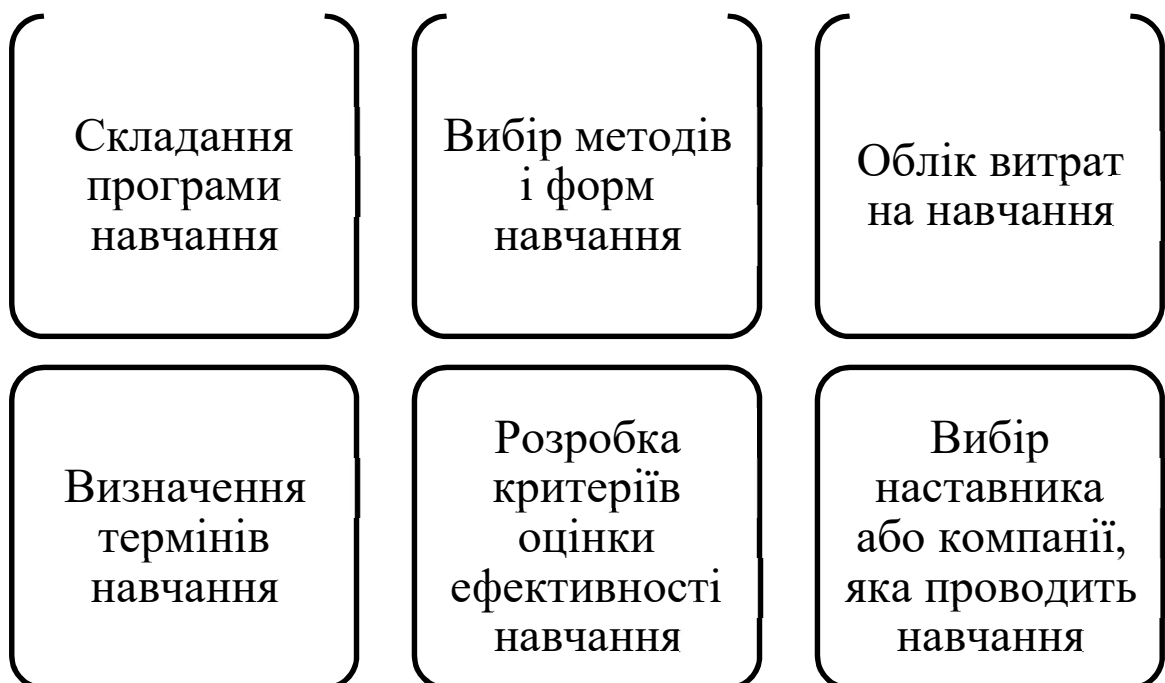 Складання
програми
навчання
Вибір методів
і форм
навчання
Облік витрат
на навчання
Визначення
термінів
навчання
Розробка
критеріїв
оцінки
ефективності
навчання
Вибір
наставника
або компанії,
яка проводить
навчання